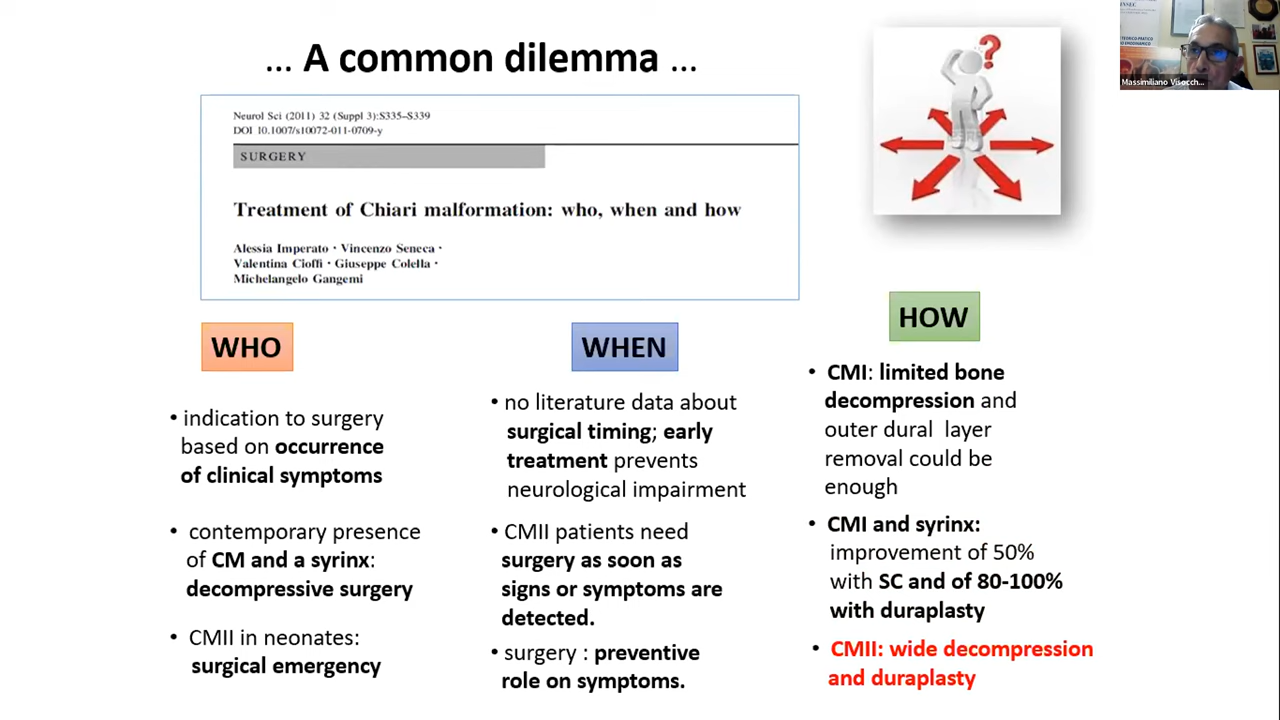 ... A common dilemma ...
Neurol Sci (2011) 32 (Suppl 3):S335–S339
DOI 10.1007/s10072-011-0709-y
SURGERY
Treatment of Chiari malformation: who, when and how
Alessia Imperato · Vincenzo Seneca ·
Valentina Cioffi · Giuseppe Colella ·
Michelangelo Gangemi
?
Massimiliano Visocch...
WHO
• indication to surgery
based on occurrence
of clinical symptoms
• contemporary presence
of CM and a syrinx:
decompressive surgery
• CMII in neonates:
surgical emergency
WHEN
• no literature data about
surgical timing; early
treatment prevents
neurological impairment
• CMII patients need
surgery as soon as
signs or symptoms are
detected.
• surgery : preventive
role on symptoms.
HOW
• CMI: limited bone
decompression and
outer dural layer
removal could be
enough
• CMI and syrinx:
improvement of 50%
with SC and of 80-100%
with duraplasty
• CMII: wide decompression
and duraplasty